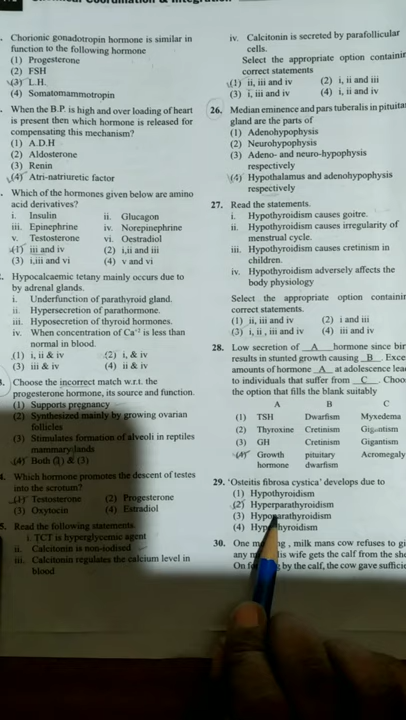 Chorionic gonadotropin hormone is similar in
function to the following hormone
(1) Progesterone
(2) FSH
(3) L.H.
(4) Somatomammotropin
When the B.P. is high and over loading of heart
is present then which hormone is released for
compensating this mechanism?
(1) A.D.H
(2) Aldosterone
(3) Renin
(4) Atri-natriuretic factor
Which of the hormones given below are amino
acid derivatives?
i. Insulin ii. Glucagon
iii. Epinephrine iv. Norepinephrine
v. Testosterone vi. Oestradiol
(1) iii and iv (2) i,ii and iii
(3) i,iii and vi (4) v and vi
Hypocalcaemic tetany mainly occurs due to
by adrenal glands.
i. Underfunction of parathyroid gland.
ii. Hypersecretion of parathormone.
iii. Hyposecretion of thyroid hormones.
iv. When concentration of Ca⁺² is less than
normal in blood.
(1) i, ii & iv (2) i, & iv
(3) iii & iv (4) ii & iv
Choose the incorrect match w.r.t. the
progesterone hormone, its source and function.
(1) Supports pregnancy
(2) Synthesized mainly by growing ovarian
follicles
(3) Stimulates formation of alveoli in reptiles
mammary glands
(4) Both (2) & (3)
Which hormone promotes the descent of testes
into the scrotum?
(1) Testosterone (2) Progesterone
(3) Oxytocin (4) Estradiol
5. Read the following statements.
i. TCT is hyperglycemic agent
ii. Calcitonin is non-iodised
iii. Calcitonin regulates the calcium level in
blood
iv. Calcitonin is secreted by parafollicular
cells.
Select the appropriate option
correct statements
(1) ii, iii and iv (2) i, ii and iii
(3) i, iii and iv (4) i, ii and iv
26. Median eminence and pars tuberalis in
gland are the parts of
(1) Adenohypophysis
(2) Neurohypophysis
(3) Adeno- and neuro-hypophysis
respectively
(4) Hypothalamus and adenohypophysis
respectively
27. Read the statements.
i. Hypothyroidism causes goitre.
ii. Hypothyroidism causes irregularity of
menstrual cycle.
iii. Hypothyroidism causes cretinism in
children.
iv. Hypothyroidism adversely affects the
body physiology
Select the appropriate option
correct statements.
(1) ii, iii and iv (2) i and iii
(3) i, ii, iii and iv (4) iii and iv
28. Low secretion of A hormone since
results in stunted growth causing B.
amounts of hormone A at adolescence
to individuals that suffer from C.
the option that fills the blank suitably
A B C
(1) TSH Dwarfism Myxedema
(2) Thyroxine Cretinism Gigantism
(3) GH Cretinism Gigantism
(4) Growth pituitary Acromegaly
hormone dwarfism
29. 'Osteitis fibrosa cystica' develops due to
(1) Hypothyroidism
(2) Hyperparathyroidism
(3) Hypoparathyroidism
(4)
30. One , milk mans cow refuses to
any his wife gets the calf from the
On by the calf, the cow gave